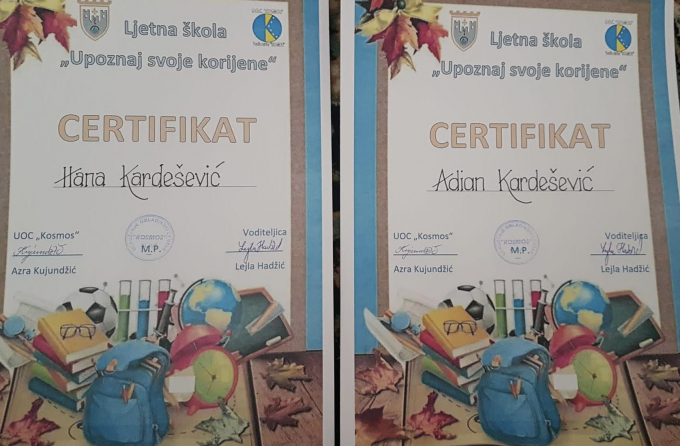 Ljetna škola
„Upoznaj svoje korijene“
CERTIFIKAT
Hana Kardešević
UOC „Kosmos“
Voditeljica
M.P.
Azra Kujundžić
Lejla Hadžić
Ljetna škola
„Upoznaj svoje korijene“
CERTIFIKAT
Adian Kardešević
UOC „Kosmos“
Voditeljica
M.P.
Azra Kujundžić
Lejla Hadžić